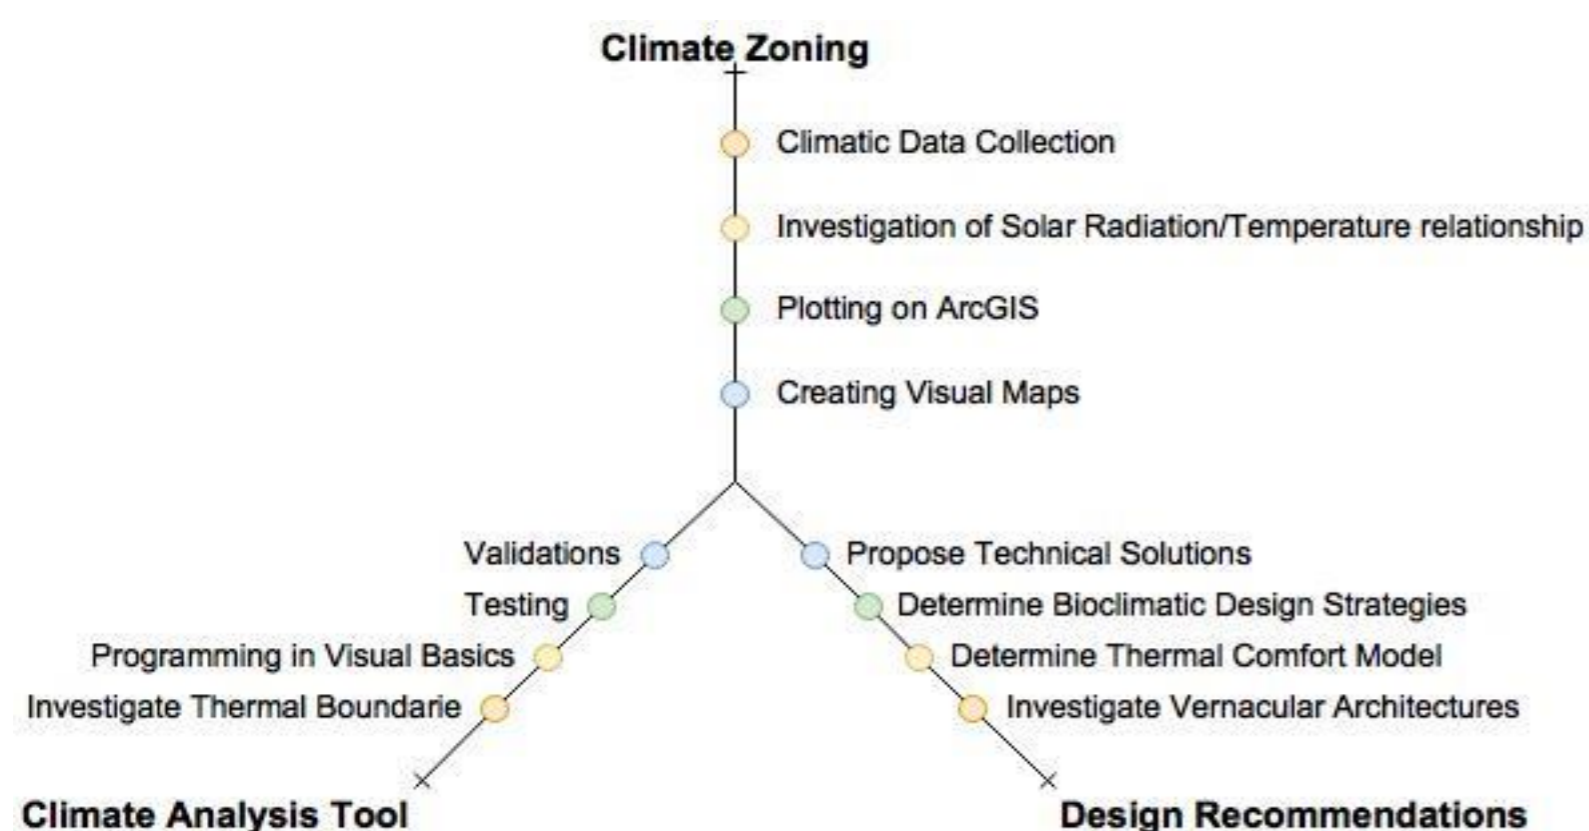 Climate Zoning
Climatic Data Collection
Investigation of Solar Radiation/Temperature relationship
Plotting on ArcGIS
Creating Visual Maps
Validations
Propose Technical Solutions
Testing
Determine Bioclimatic Design Strategies
Programming in Visual Basics
Determine Thermal Comfort Model
Investigate Thermal Boundarie
Investigate Vernacular Architectures
Climate Analysis Tool
Design Recommendations